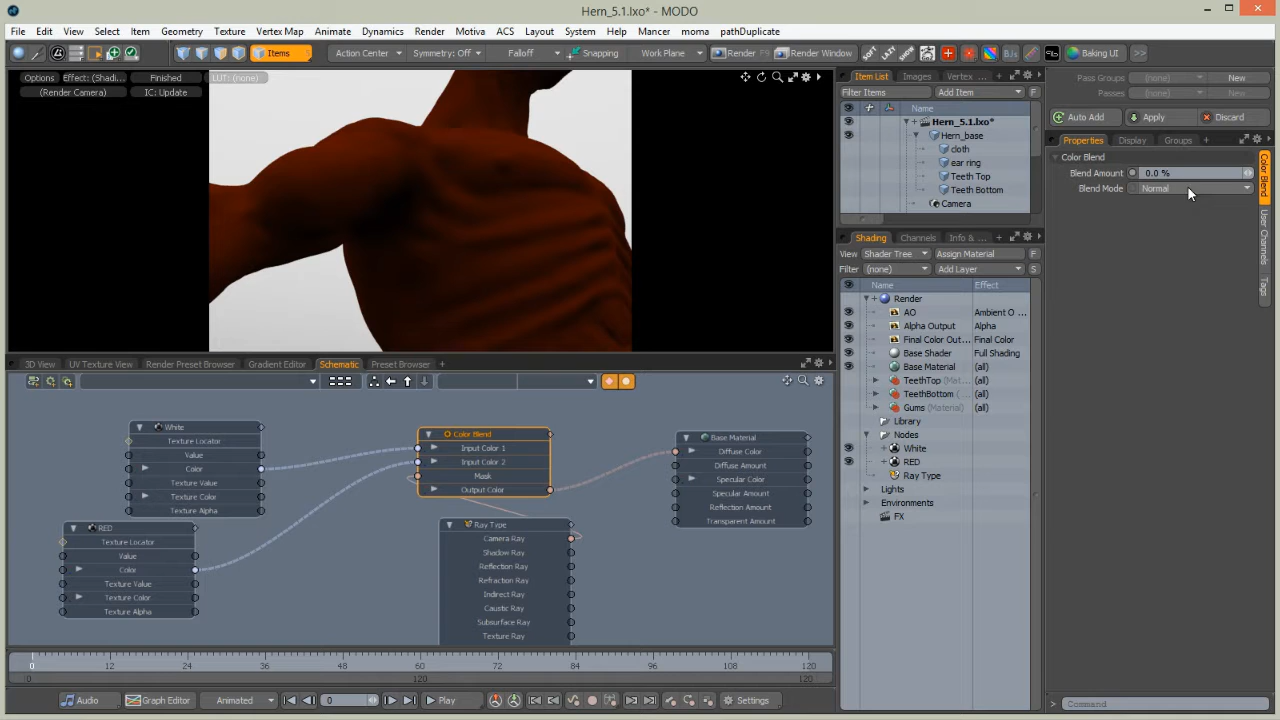 Hern_5.1.lxo* - MODO
File Edit View Select Item Geometry Texture Vertex Map Animate Dynamics Render Motiva ACS Layout System Help Mancer moma pathDuplicate
Items Action Center Symmetry: Off Falloff Snapping Work Plane Render Render Window Baking UI >>
Options Effect: (Shadi... Finished LUT: (none)
(Render Camera) IC: Update
Item List Images Vertex ... +
Filter Items Add Item F
Name
Hern_5.1.lxo*
Hern_base
cloth
ear ring
Teeth Top
Teeth Bottom
Camera
Shading Channels Info & ... +
View Shader Tree Assign Material F
Filter (none) Add Layer S
Name Effect
Render
AO Ambient O ...
Alpha Output Alpha
Final Color Out... Final Color
Base Shader Full Shading
Base Material (all)
TeethTop (Mat... (all)
TeethBottom ( (all)
Gums (Material) (all)
Library
Nodes
White
RED
Ray Type
Lights
Environments
FX
Pass Groups (none) New
Passes (none) New
Auto Add Apply Discard
Properties Display Groups +
Color Blend
Blend Amount 0.0 %
Blend Mode Normal
Color Blend
User Channels
Tags
Command
3D View UV Texture View Render Preset Browser Gradient Editor Schematic Preset Browser +
White
Texture Locator
Value
Color
Texture Value
Texture Color
Texture Alpha
RED
Texture Locator
Value
Color
Texture Value
Texture Color
Texture Alpha
Color Blend
Input Color 1
Input Color 2
Mask
Output Color
Ray Type
Camera Ray
Shadow Ray
Reflection Ray
Refraction Ray
Indirect Ray
Caustic Ray
Subsurface Ray
Texture Ray
Base Material
Diffuse Color
Diffuse Amount
Specular Color
Specular Amount
Reflection Amount
Transparent Amount
0 12 24 36 48 60 72 84 96 108 120
0 120 120
Audio Graph Editor Animated 0 Play Settings